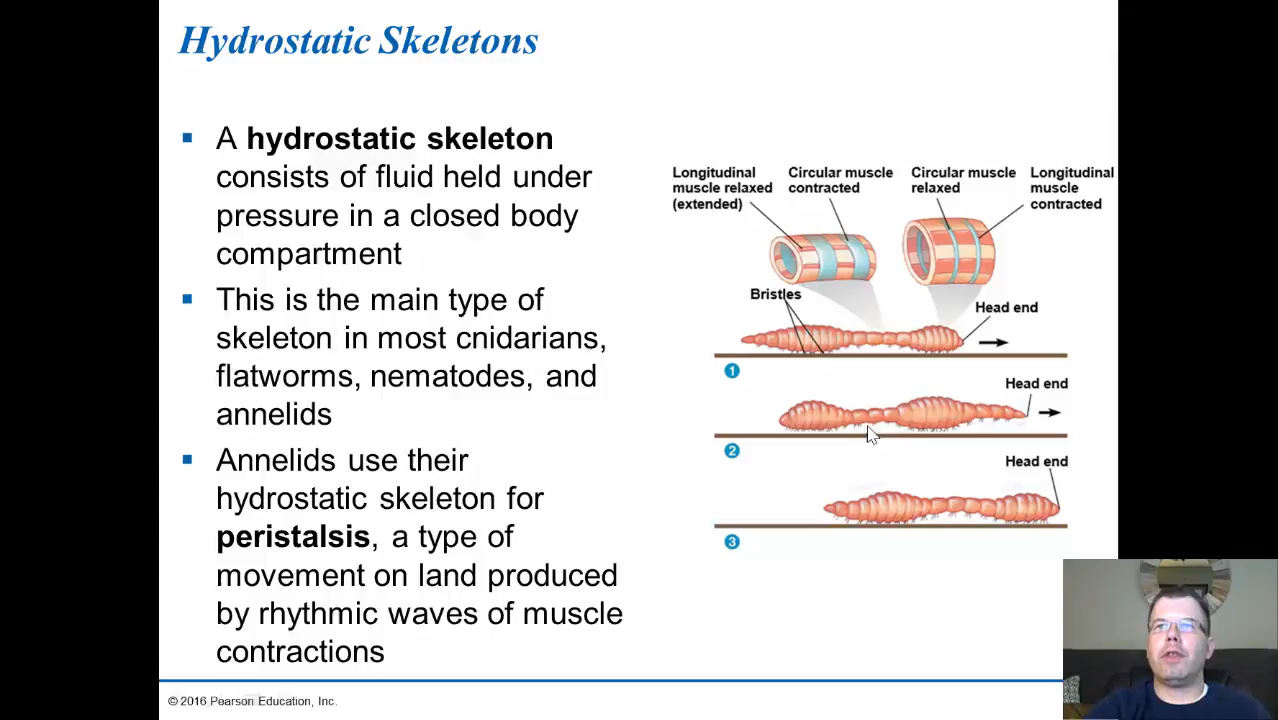 Hydrostatic Skeletons
A hydrostatic skeleton
consists of fluid held under
pressure in a closed body
compartment
This is the main type of
skeleton in most cnidarians,
flatworms, nematodes, and
annelids
Annelids use their
hydrostatic skeleton for
peristalsis, a type of
movement on land produced
by rhythmic waves of muscle
contractions
Longitudinal
muscle relaxed
(extended)
Circular muscle
contracted
Circular muscle
relaxed
Longitudinal
muscle
contracted
Bristles
Head end
1
Head end
2
Head end
3
© 2016 Pearson Education, Inc.